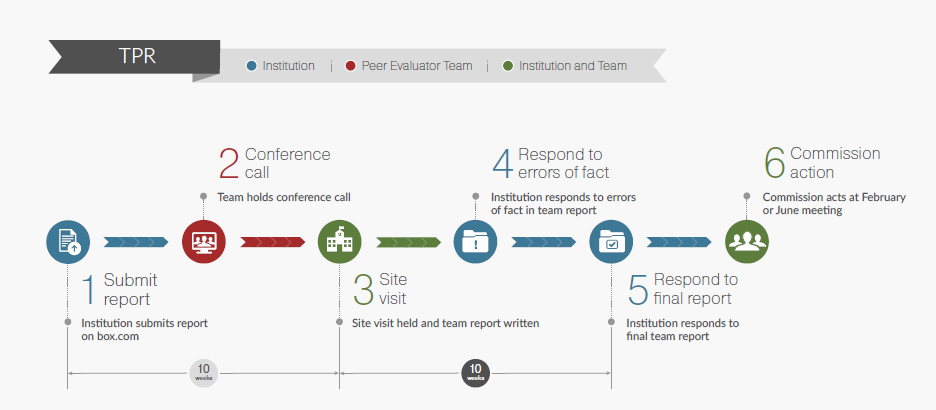 TPR
Institution
Peer Evaluator Team
Institution and Team
2 Conference
call
Team holds conference call
4 Respond to
errors of fact
Institution responds to errors
of fact in team report
6 Commission
action
Commission acts at February
or June meeting
1 Submit
report
Institution submits report
on box.com
3 Site
visit
Site visit held and team report written
5 Respond to
final report
Institution responds to
final team report
10
weeks
10
weeks